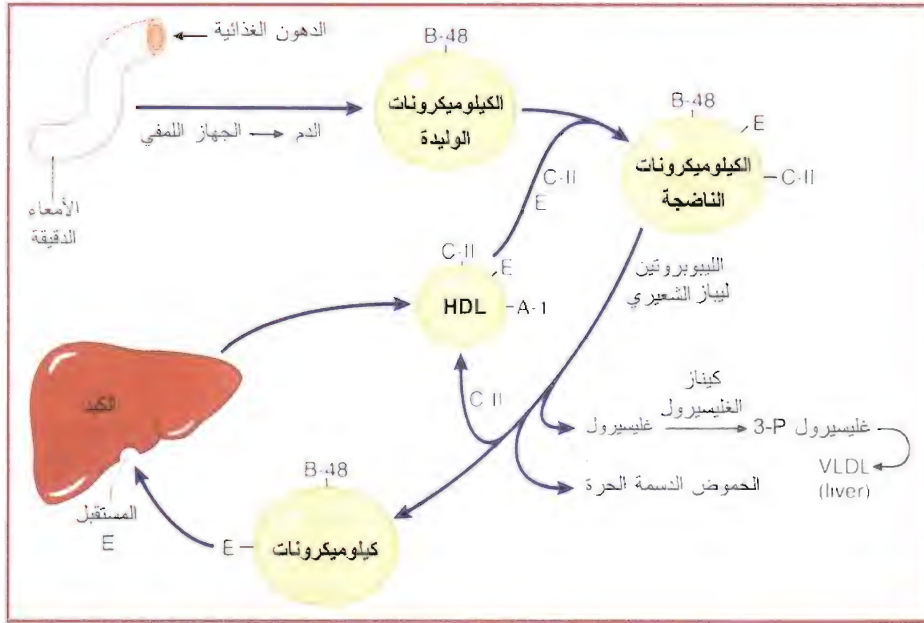 الدهون الغذائية
B-48
الكيلوميكرونات
الوليدة
الدم ← الجهاز اللمفي
B-48
E
C-II
الكيلوميكرونات
الناضجة
الأمعاء
الدقيقة
C-II
E
C-II
E
A-1
HDL
الليبوبروتين
ليباز الشعيري
الكبد
C-II
كيناز
الغليسيرول
غليسيرول
غليسيرول 3-P
VLDL
(liver)
الحموض الدسمة الحرة
B-48
كيلوميكرونات
E
المستقبل
E